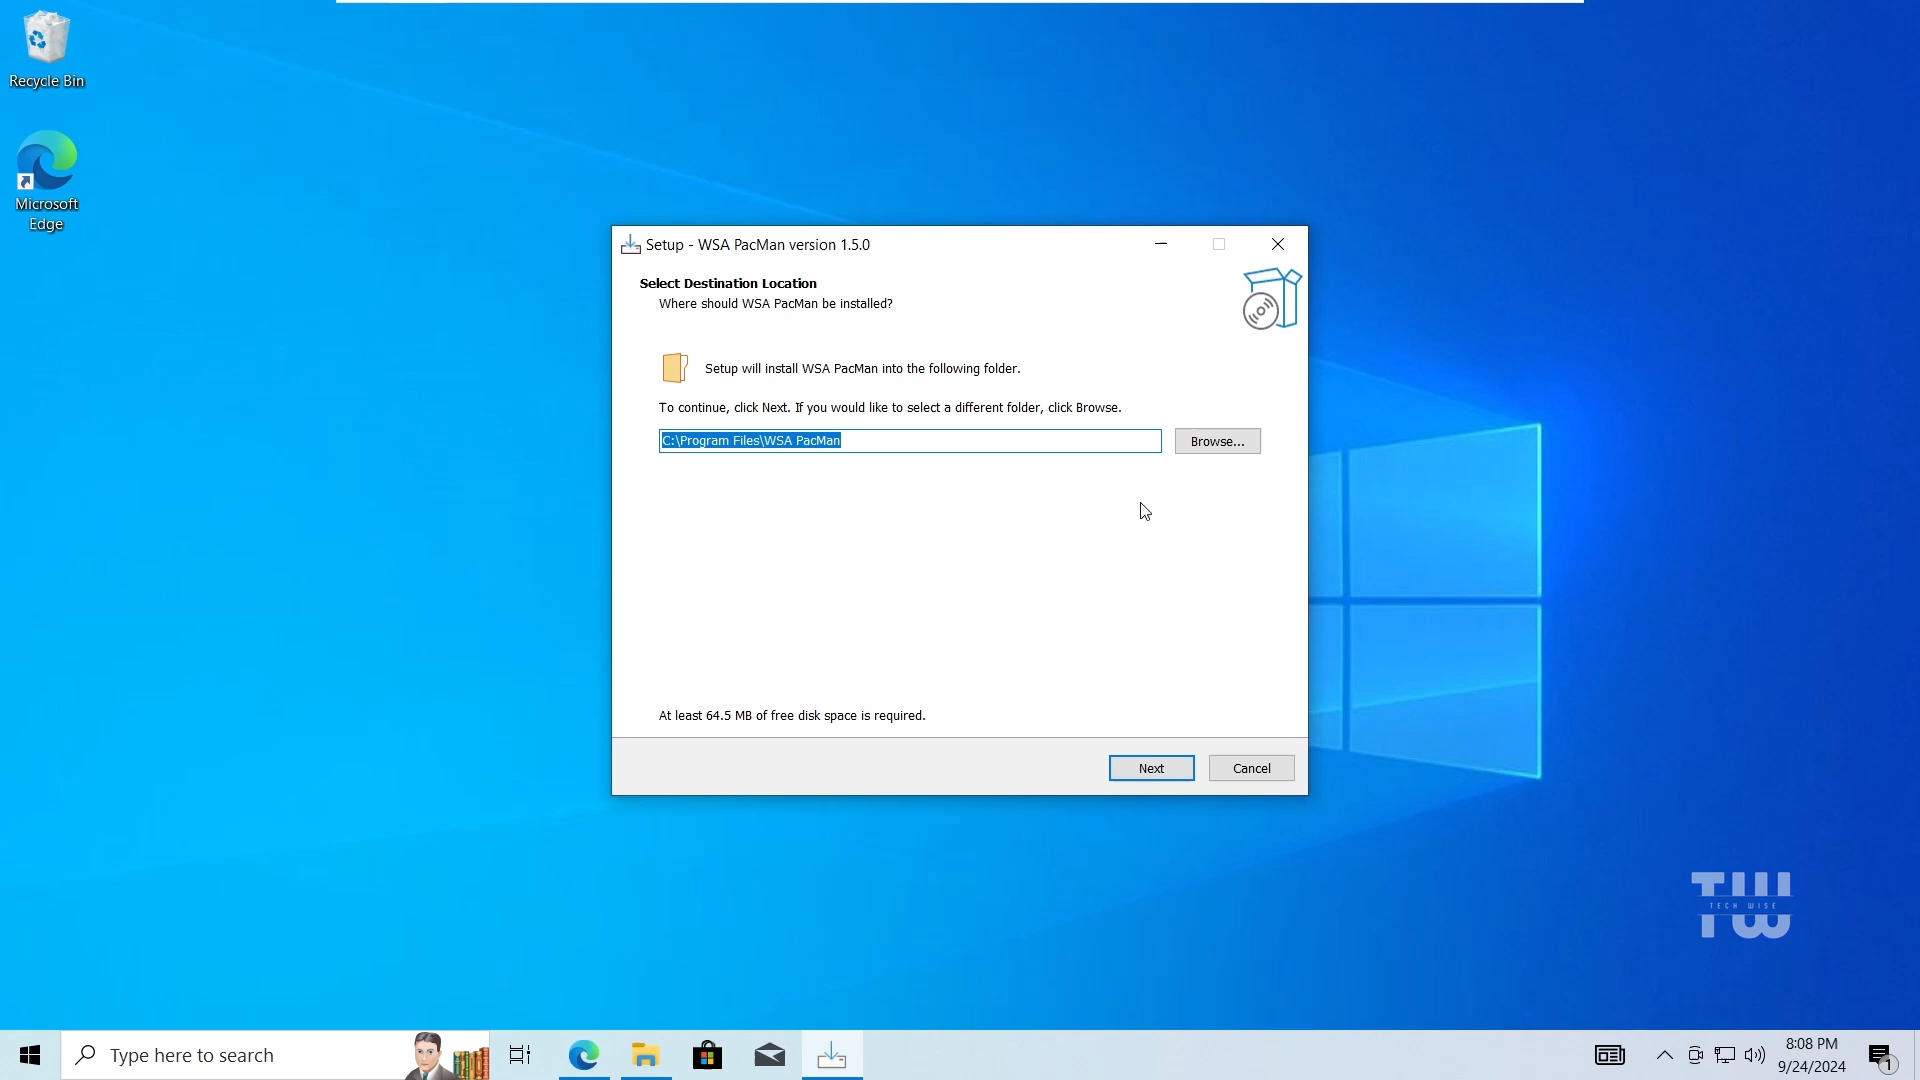 Recycle Bin
Microsoft
Edge
Setup - WSA PacMan version 1.5.0
Select Destination Location
Where should WSA PacMan be installed?
Setup will install WSA PacMan into the following folder.
To continue, click Next. If you would like to select a different folder, click Browse.
C:\Program Files\WSA PacMan
Browse...
At least 64.5 MB of free disk space is required.
Next
Cancel
TW
TECH WISE
Type here to search
8:08 PM
9/24/2024
1